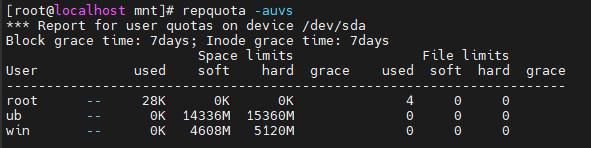 [root@localhost mnt]# repquota -auvs
*** Report for user quotas on device /dev/sda
Block grace time: 7days; Inode grace time: 7days
                        Space limits                File limits
User            used    soft    hard  grace    used  soft  hard  grace
----------------------------------------------------------------------
root      --     28K      0K      0K              4     0     0
ub        --      0K  14336M  15360M              0     0     0
win       --      0K   4608M   5120M              0     0     0